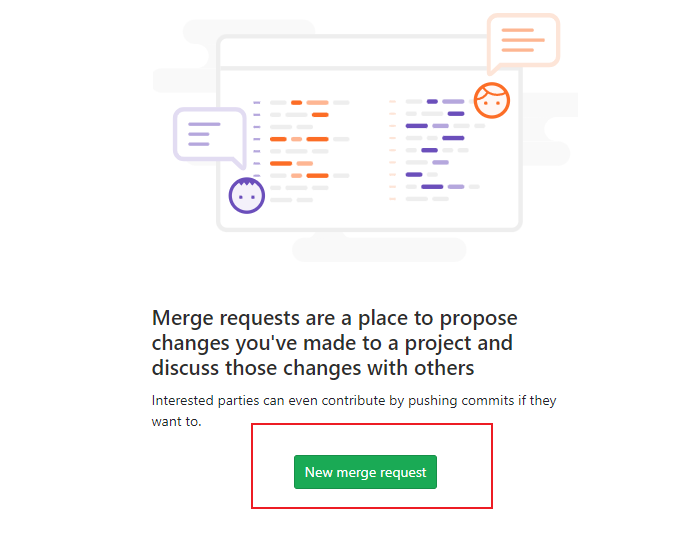 Merge requests are a place to propose
changes you've made to a project and
discuss those changes with others
Interested parties can even contribute by pushing commits if they
want to.
New merge request